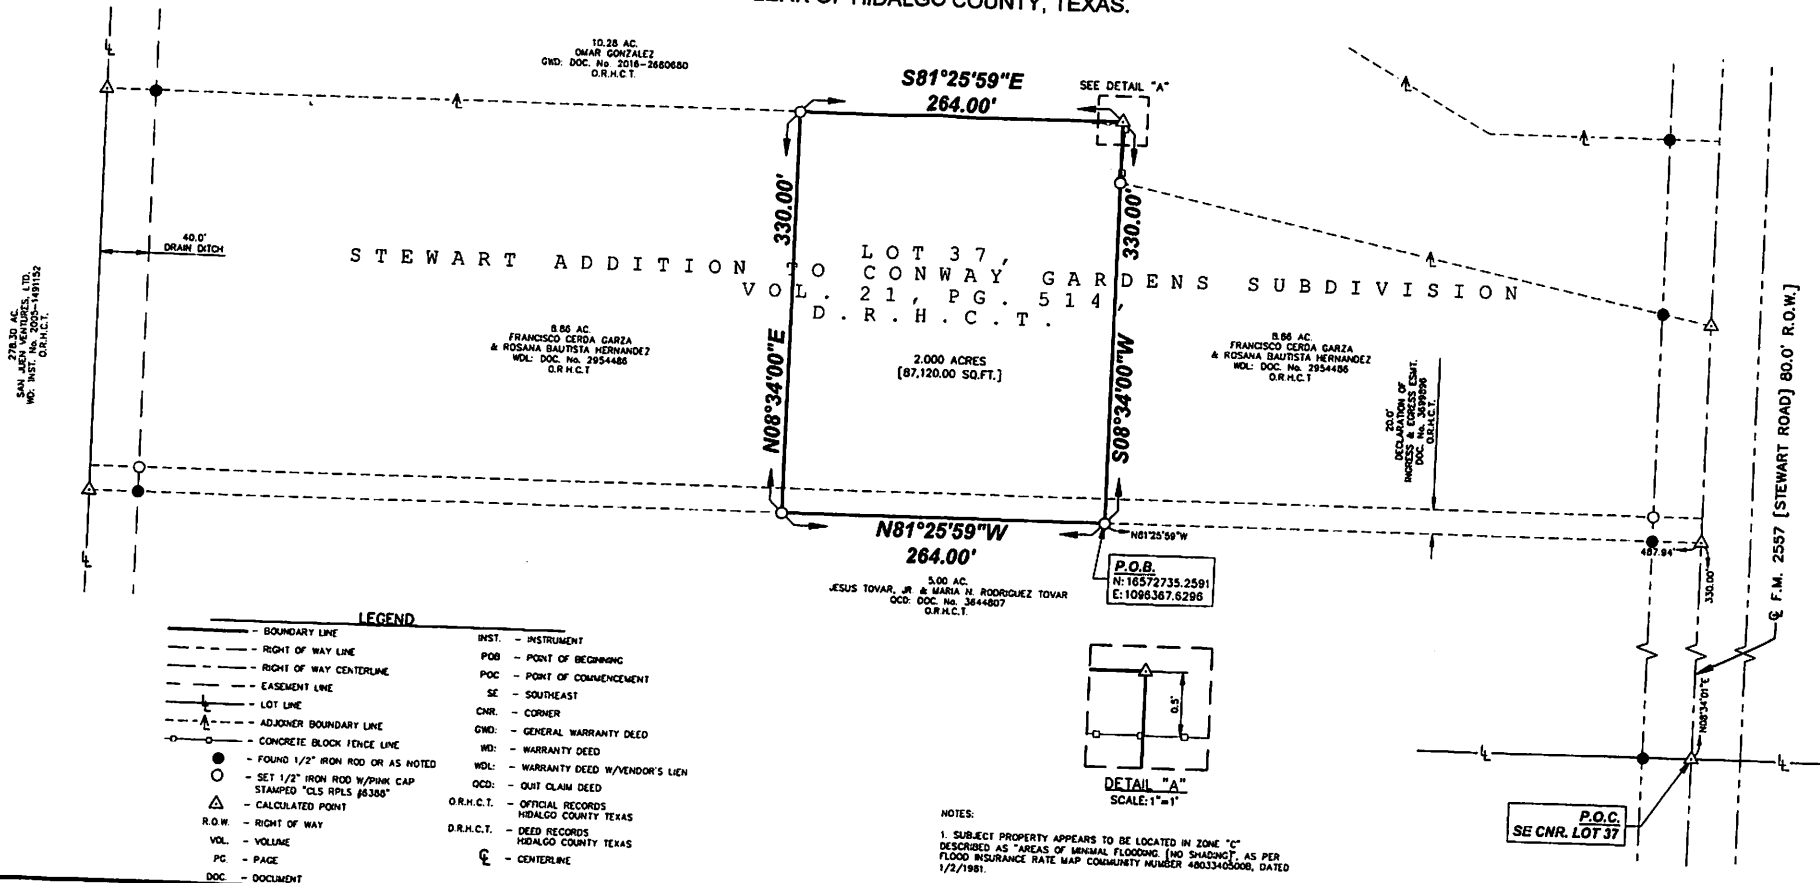 OF HIDALGO COUNTY, TEXAS.
10.28 AC.
OMAR GONZALEZ
GWD: DOC. No. 2016-2680680
O.R.H.C.T.
S81°25'59"E
264.00'
SEE DETAIL "A"
40.0'
DRAIN DITCH
330.00'
330.00'
STEWART ADDITION TO CONWAY GARDENS SUBDIVISION
LOT 37,
VOL. 21, PG. 514,
D.R.H.C.T.
278.30 AC.
SAN JUEN VENTURES, LTD.
WD: INST. No. 2005-1491152
O.R.H.C.T.
8.86 AC.
FRANCISCO CERDA GARZA
& ROSANA BAUTISTA HERNANDEZ
WDL: DOC. No. 2954486
O.R.H.C.T
2.000 ACRES
[87,120.00 SQ.FT.]
8.86 AC.
FRANCISCO CERDA GARZA
& ROSANA BAUTISTA HERNANDEZ
WDL: DOC. No. 2954486
O.R.H.C.T
20.0'
DECLARATION OF
INGRESS & EGRESS ESMT.
DOC. No. 3699896
O.R.H.C.T.
N08°34'00"E
S08°34'00"W
℄ F.M. 2557 [STEWART ROAD] 80.0' R.O.W.]
N81°25'59"W
264.00'
N81°25'59"W
467.94'
330.00'
P.O.B.
N:16572735.2591
E:1096367.6296
5.00 AC.
JESUS TOVAR, JR. & MARIA N. RODRIGUEZ TOVAR
QCD: DOC. No. 3644807
O.R.H.C.T.
N08°34'01"E
P.O.C.
SE CNR. LOT 37
0.5'
DETAIL "A"
SCALE:1"=1'
LEGEND
- BOUNDARY LINE
- RIGHT OF WAY LINE
- RIGHT OF WAY CENTERLINE
- EASEMENT LINE
- LOT LINE
- ADJOINER BOUNDARY LINE
- CONCRETE BLOCK FENCE LINE
- FOUND 1/2" IRON ROD OR AS NOTED
- SET 1/2" IRON ROD W/PINK CAP
STAMPED "CLS RPLS #6388"
- CALCULATED POINT
R.O.W. - RIGHT OF WAY
VOL. - VOLUME
PG. - PAGE
DOC. - DOCUMENT
INST. - INSTRUMENT
POB - POINT OF BEGINNING
POC - POINT OF COMMENCEMENT
SE - SOUTHEAST
CNR. - CORNER
GWD: - GENERAL WARRANTY DEED
WD: - WARRANTY DEED
WDL: - WARRANTY DEED W/VENDOR'S LIEN
QCD: - QUIT CLAIM DEED
O.R.H.C.T. - OFFICIAL RECORDS
HIDALGO COUNTY TEXAS
D.R.H.C.T. - DEED RECORDS
HIDALGO COUNTY TEXAS
℄ - CENTERLINE
NOTES:
1. SUBJECT PROPERTY APPEARS TO BE LOCATED IN ZONE "C"
DESCRIBED AS "AREAS OF MINIMAL FLOODING. [NO SHADING]", AS PER
FLOOD INSURANCE RATE MAP COMMUNITY NUMBER 4803340500B, DATED
1/2/1981.